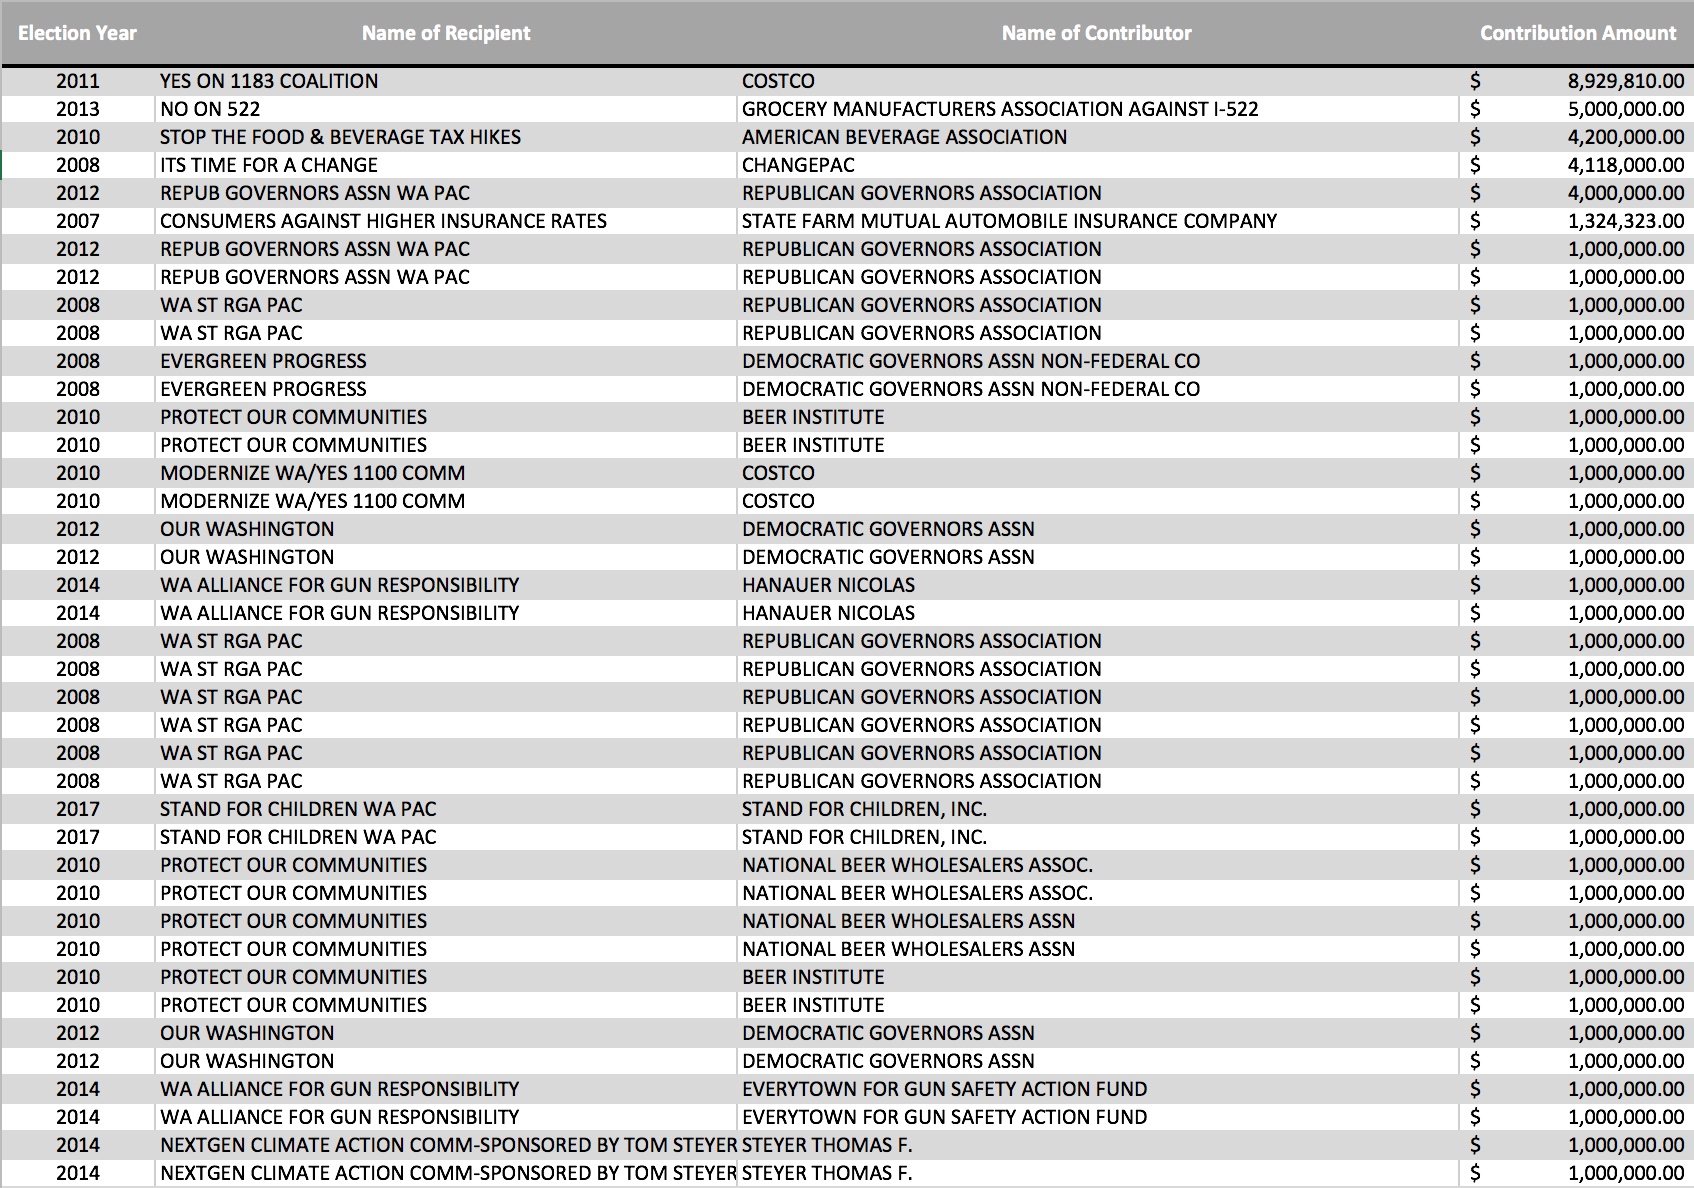 Election Year Name of Recipient Name of Contributor Contribution Amount
2011 YES ON 1183 COALITION COSTCO $ 8,929,810.00
2013 NO ON 522 GROCERY MANUFACTURERS ASSOCIATION AGAINST I-522 $ 5,000,000.00
2010 STOP THE FOOD & BEVERAGE TAX HIKES AMERICAN BEVERAGE ASSOCIATION $ 4,200,000.00
2008 ITS TIME FOR A CHANGE CHANGEPAC $ 4,118,000.00
2012 REPUB GOVERNORS ASSN WA PAC REPUBLICAN GOVERNORS ASSOCIATION $ 4,000,000.00
2007 CONSUMERS AGAINST HIGHER INSURANCE RATES STATE FARM MUTUAL AUTOMOBILE INSURANCE COMPANY $ 1,324,323.00
2012 REPUB GOVERNORS ASSN WA PAC REPUBLICAN GOVERNORS ASSOCIATION $ 1,000,000.00
2012 REPUB GOVERNORS ASSN WA PAC REPUBLICAN GOVERNORS ASSOCIATION $ 1,000,000.00
2008 WA ST RGA PAC REPUBLICAN GOVERNORS ASSOCIATION $ 1,000,000.00
2008 WA ST RGA PAC REPUBLICAN GOVERNORS ASSOCIATION $ 1,000,000.00
2008 EVERGREEN PROGRESS DEMOCRATIC GOVERNORS ASSN NON-FEDERAL CO $ 1,000,000.00
2008 EVERGREEN PROGRESS DEMOCRATIC GOVERNORS ASSN NON-FEDERAL CO $ 1,000,000.00
2010 PROTECT OUR COMMUNITIES BEER INSTITUTE $ 1,000,000.00
2010 PROTECT OUR COMMUNITIES BEER INSTITUTE $ 1,000,000.00
2010 MODERNIZE WA/YES 1100 COMM COSTCO $ 1,000,000.00
2010 MODERNIZE WA/YES 1100 COMM COSTCO $ 1,000,000.00
2012 OUR WASHINGTON DEMOCRATIC GOVERNORS ASSN $ 1,000,000.00
2012 OUR WASHINGTON DEMOCRATIC GOVERNORS ASSN $ 1,000,000.00
2014 WA ALLIANCE FOR GUN RESPONSIBILITY HANAUER NICOLAS $ 1,000,000.00
2014 WA ALLIANCE FOR GUN RESPONSIBILITY HANAUER NICOLAS $ 1,000,000.00
2008 WA ST RGA PAC REPUBLICAN GOVERNORS ASSOCIATION $ 1,000,000.00
2008 WA ST RGA PAC REPUBLICAN GOVERNORS ASSOCIATION $ 1,000,000.00
2008 WA ST RGA PAC REPUBLICAN GOVERNORS ASSOCIATION $ 1,000,000.00
2008 WA ST RGA PAC REPUBLICAN GOVERNORS ASSOCIATION $ 1,000,000.00
2008 WA ST RGA PAC REPUBLICAN GOVERNORS ASSOCIATION $ 1,000,000.00
2008 WA ST RGA PAC REPUBLICAN GOVERNORS ASSOCIATION $ 1,000,000.00
2017 STAND FOR CHILDREN WA PAC STAND FOR CHILDREN, INC. $ 1,000,000.00
2017 STAND FOR CHILDREN WA PAC STAND FOR CHILDREN, INC. $ 1,000,000.00
2010 PROTECT OUR COMMUNITIES NATIONAL BEER WHOLESALERS ASSOC. $ 1,000,000.00
2010 PROTECT OUR COMMUNITIES NATIONAL BEER WHOLESALERS ASSOC. $ 1,000,000.00
2010 PROTECT OUR COMMUNITIES NATIONAL BEER WHOLESALERS ASSN $ 1,000,000.00
2010 PROTECT OUR COMMUNITIES NATIONAL BEER WHOLESALERS ASSN $ 1,000,000.00
2010 PROTECT OUR COMMUNITIES BEER INSTITUTE $ 1,000,000.00
2010 PROTECT OUR COMMUNITIES BEER INSTITUTE $ 1,000,000.00
2012 OUR WASHINGTON DEMOCRATIC GOVERNORS ASSN $ 1,000,000.00
2012 OUR WASHINGTON DEMOCRATIC GOVERNORS ASSN $ 1,000,000.00
2014 WA ALLIANCE FOR GUN RESPONSIBILITY EVERYTOWN FOR GUN SAFETY ACTION FUND $ 1,000,000.00
2014 WA ALLIANCE FOR GUN RESPONSIBILITY EVERYTOWN FOR GUN SAFETY ACTION FUND $ 1,000,000.00
2014 NEXTGEN CLIMATE ACTION COMM-SPONSORED BY TOM STEYER STEYER THOMAS F. $ 1,000,000.00
2014 NEXTGEN CLIMATE ACTION COMM-SPONSORED BY TOM STEYER STEYER THOMAS F. $ 1,000,000.00